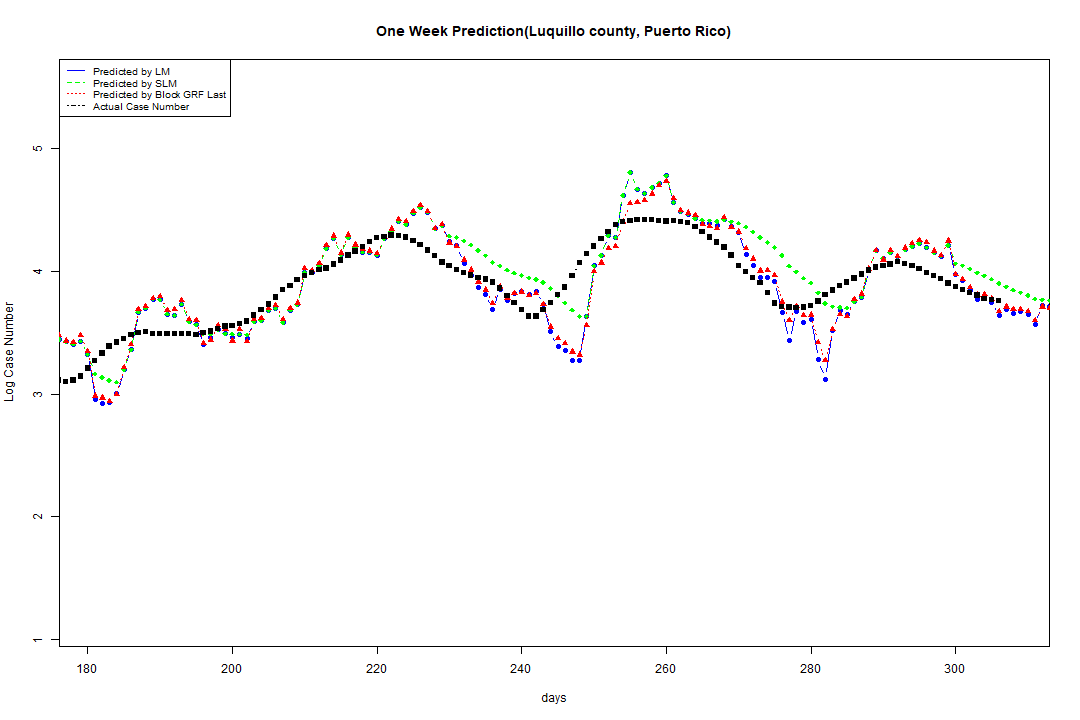 One Week Prediction(Luquillo county, Puerto Rico)
Predicted by LM
Predicted by SLM
Predicted by Block GRF Last
Actual Case Number
5
4
3
2
1
Log Case Number
180 200 220 240 260 280 300
days